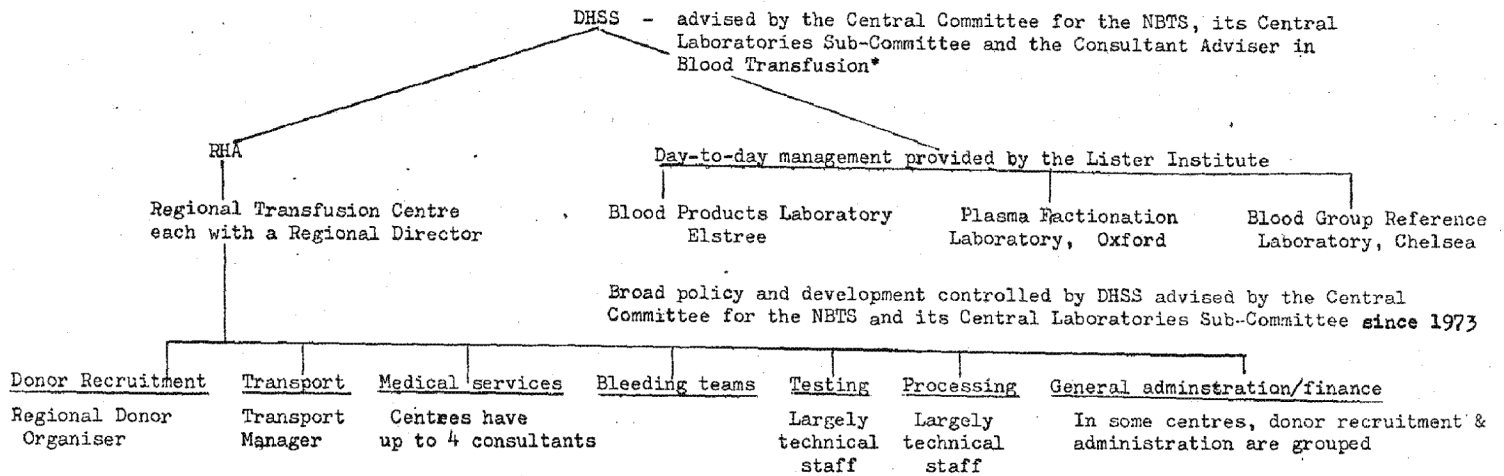 DHSS - advised by the Central Committee for the NBTS, its Central
Laboratories Sub-Committee and the Consultant Adviser in
Blood Transfusion*
RHA
Day-to-day management provided by the Lister Institute
Regional Transfusion Centre
each with a Regional Director
Blood Products Laboratory
Elstree
Plasma Fractionation
Laboratory, Oxford
Blood Group Reference
Laboratory, Chelsea
Broad policy and development controlled by DHSS advised by the Central
Committee for the NBTS and its Central Laboratories Sub-Committee since 1973
Donor Recruitment
Regional Donor
Organiser
Transport
Transport
Manager
Medical services
Centres have
up to 4 consultants
Bleeding teams
Testing
Largely
technical
staff
Processing
Largely
technical
staff
General adminstration/finance
In some centres, donor recruitment &
administration are grouped